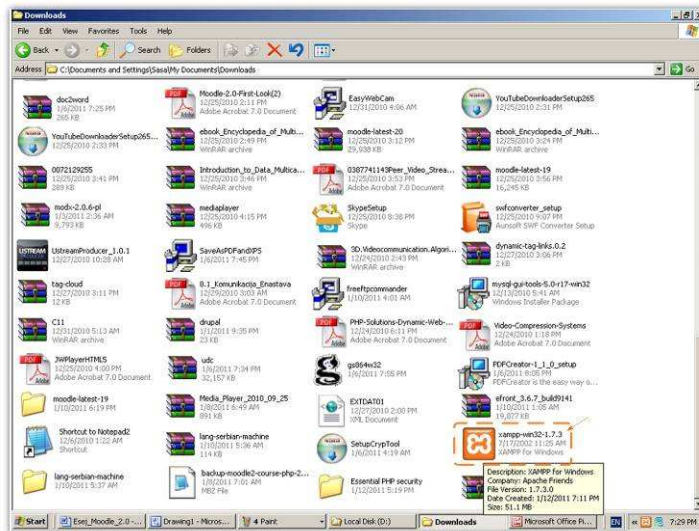 Downloads
File Edit View Favorites Tools Help
Back Search Folders
Address C:\Documents and Settings\Sasa\My Documents\Downloads Go
doc2word
1/6/2011 7:25 PM
265 KB
Moodle-2.0-First-Look(2)
12/25/2010 2:11 PM
Adobe Acrobat 7.0 Document
EasyWebCam
12/31/2010 4:06 AM
YouTubeDownloaderSetup265
12/25/2010 2:31 PM
YouTubeDownloaderSetup265...
12/25/2010 2:33 PM
ebook_Encyclopedia_of_Multi...
12/25/2010 2:49 PM
WinRAR archive
moodle-latest-20
12/25/2010 3:12 PM
29,938 KB
ebook_Encyclopedia_of_Multi...
12/25/2010 3:14 PM
WinRAR archive
0072129255
12/25/2010 3:41 PM
289 KB
Introduction_to_Data_Multica...
12/25/2010 3:46 PM
WinRAR archive
0387741143Peer_Video_Strea...
12/25/2010 3:53 PM
Adobe Acrobat 7.0 Document
moodle-latest-19
12/25/2010 3:56 PM
16,245 KB
modx-2.0.6-pl
1/3/2011 2:36 AM
9,793 KB
mediaplayer
12/25/2010 4:15 PM
496 KB
SkypeSetup
12/25/2010 8:38 PM
Skype
swfconverter_setup
12/25/2010 9:07 PM
Aunsoft SWF Converter Setup
USTREAM
UstreamProducer_1.0.1
12/27/2010 10:28 AM
SaveAsPDFandXPS
1/6/2011 7:45 PM
3D.Videocommunication.Algori...
12/24/2010 2:43 PM
WinRAR archive
dynamic-tag-links.0.2
12/27/2010 3:06 PM
2 KB
tag-cloud
12/27/2010 3:11 PM
12 KB
8.1_Komunikacija_Enastava
12/29/2010 3:03 AM
Adobe Acrobat 7.0 Document
freeftpcommander
1/10/2011 4:01 AM
mysql-gui-tools-5.0-r17-win32
12/13/2010 5:41 AM
Windows Installer Package
C11
12/31/2010 5:13 AM
WinRAR archive
drupal
1/1/2011 9:35 PM
23 KB
PHP-Solutions-Dynamic-Web-...
12/24/2010 6:11 PM
Adobe Acrobat 7.0 Document
Video-Compression-Systems
12/24/2010 1:18 PM
Adobe Acrobat 7.0 Document
JWPlayerHTML5
12/25/2010 4:00 PM
Adobe Acrobat 7.0 Document
udc
1/6/2011 7:34 PM
32,157 KB
gs864w32
1/6/2011 7:55 PM
PDFCreator-1_1_0_setup
1/6/2011 8:05 PM
PDFCreator is the easy way o...
moodle-latest-19
1/10/2011 6:19 PM
Media_Player_2010_09_25
1/8/2011 6:49 AM
891 KB
EXTDAT01
12/27/2010 2:00 PM
XML Document
efront_3.6.7_build9141
1/10/2011 1:05 AM
19,877 KB
Shortcut to Notepad2
12/6/2010 1:22 AM
Shortcut
lang-serbian-machine
1/10/2011 5:36 AM
114 KB
SetupCrypTool
1/6/2011 4:19 AM
xampp-win32-1.7.3
7/17/2002 11:25 AM
XAMPP for Windows
lang-serbian-machine
1/10/2011 5:37 AM
backup-moodle2-course-php-2...
1/8/2011 7:01 AM
MBZ File
Essential PHP security
1/12/2011 5:19 PM
Description: XAMPP for Windows
Company: Apache Friends
File Version: 1.7.3.0
Date Created: 1/12/2011 7:11 PM
Size: 51.1 MB
Start Esej_Moodle_2.0 -... Drawing1 - Micros... 4 Paint Local Disk (D:) Downloads Microsoft Office Pi... EN 7:29 PM